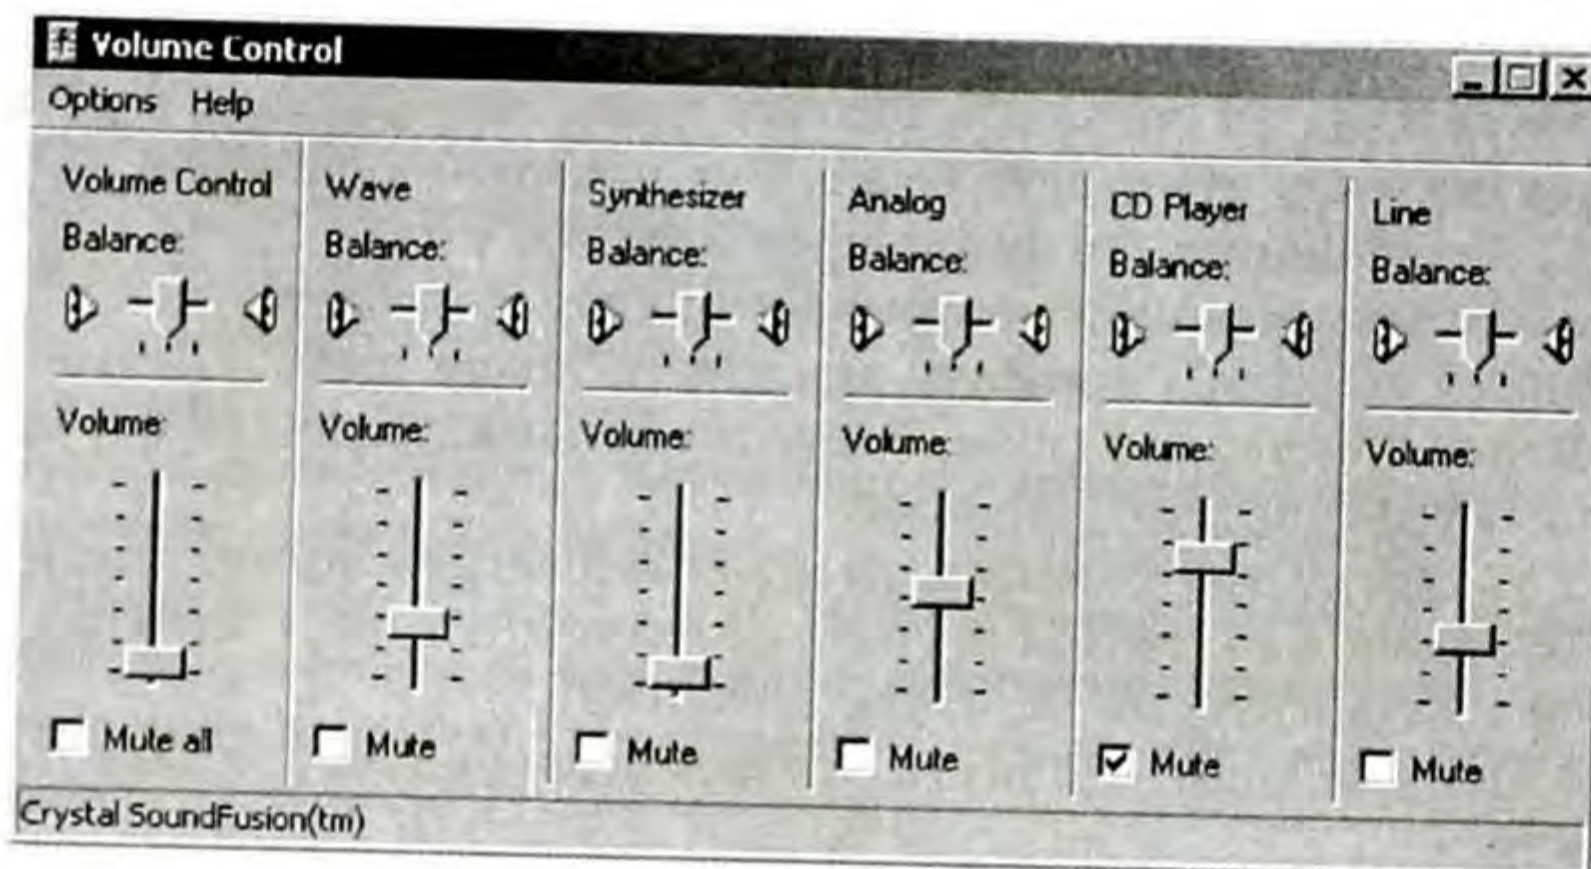 Volume Control
Options Help
Volume Control Wave Synthesizer Analog CD Player Line
Balance: Balance: Balance: Balance: Balance: Balance:
Volume: Volume: Volume: Volume: Volume: Volume:
Mute all Mute Mute Mute Mute Mute
Crystal SoundFusion(tm)